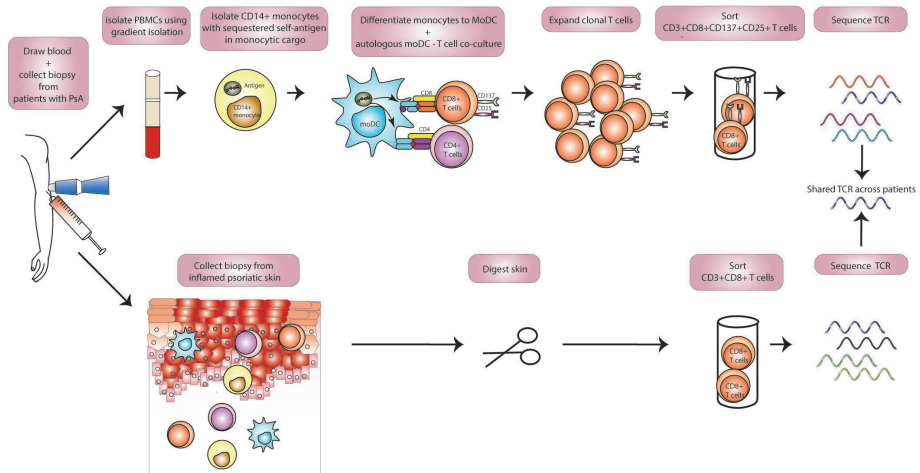 Draw blood
+
collect biopsy
from
patients with PsA
isolate PBMCs using
gradient isolation
Isolate CD14+ monocytes
with sequestered self-antigen
in monocytic cargo
Antigen
CD14+
monocyte
Differentiate monocytes to MoDC
+
autologous moDC - T cell co-culture
moDC
CD8
CD8+
T cells
CD137
CD25
CD4
CD4+
T cells
Expand clonal T cells
Sort
CD3+CD8+CD137+CD25+ T cells
CD8+
T cells
Sequence TCR
Shared TCR across patients
Collect biopsy from
inflamed psoriatic skin
Digest skin
Sort
CD3+CD8+ T cells
CD8+
T cells
CD8+
T cells
Sequence TCR